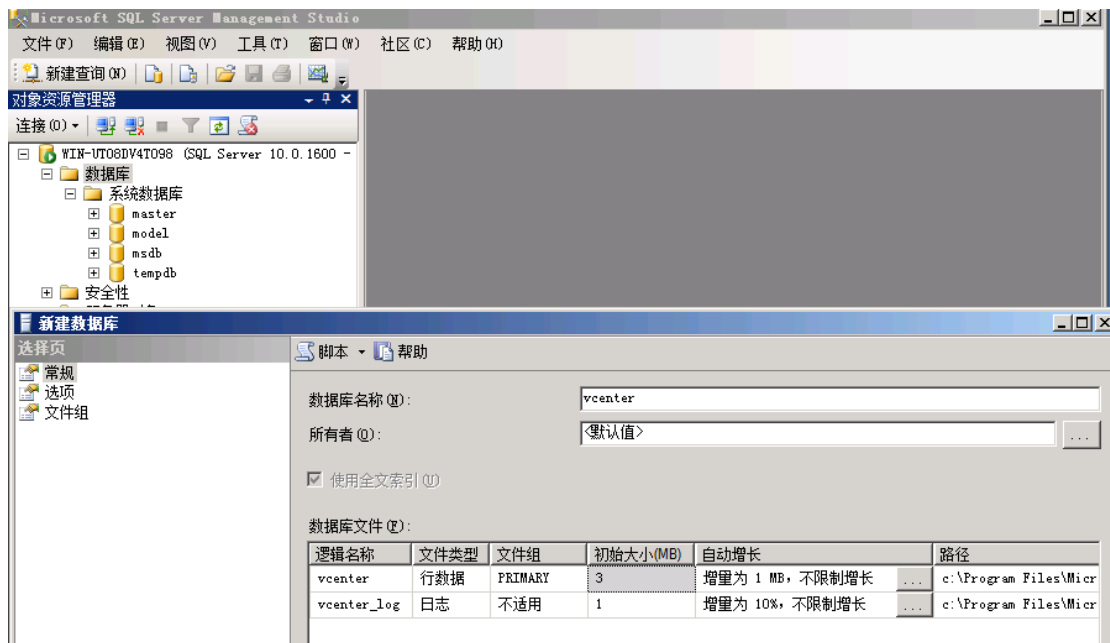 Microsoft SQL Server Management Studio
文件(F) 编辑(E) 视图(V) 工具(T) 窗口(W) 社区(C) 帮助(H)
新建查询(N)
对象资源管理器
连接(O)
WIN-UT08DV4T098 (SQL Server 10.0.1600 -
数据库
系统数据库
master
model
msdb
tempdb
安全性
新建数据库
选择页
常规
选项
文件组
脚本 帮助
数据库名称(N): vcenter
所有者(O): <默认值> ...
使用全文索引(U)
数据库文件(F):
逻辑名称 文件类型 文件组 初始大小(MB) 自动增长 路径
vcenter 行数据 PRIMARY 3 增量为 1 MB，不限制增长 ... c:\Program Files\Micr
vcenter_log 日志 不适用 1 增量为 10%，不限制增长 ... c:\Program Files\Micr